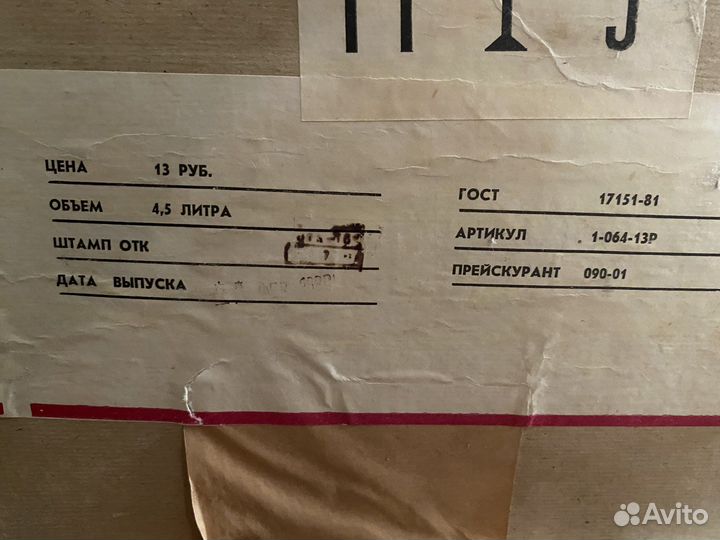 ЦЕНА 13 РУБ.
ОБЪЕМ 4,5 ЛИТРА
ШТАМП ОТК
ДАТА ВЫПУСКА
ГОСТ 17151-81
АРТИКУЛ 1-064-13Р
ПРЕЙСКУРАНТ 090-01
Avito